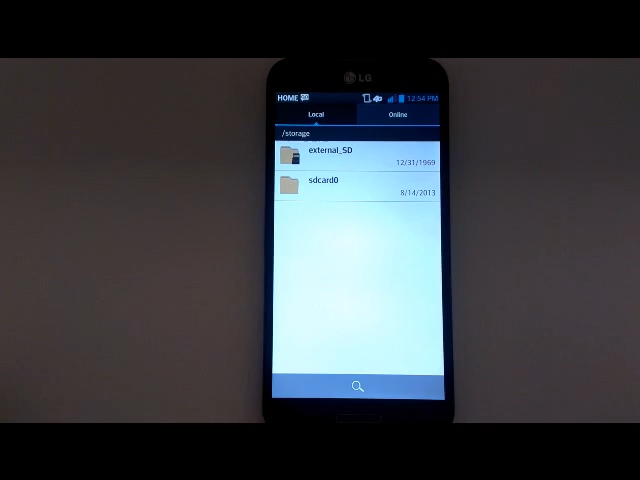 LG
HOME 12:54 PM
Local Online
/storage
external_SD
12/31/1969
sdcard0
8/14/2013